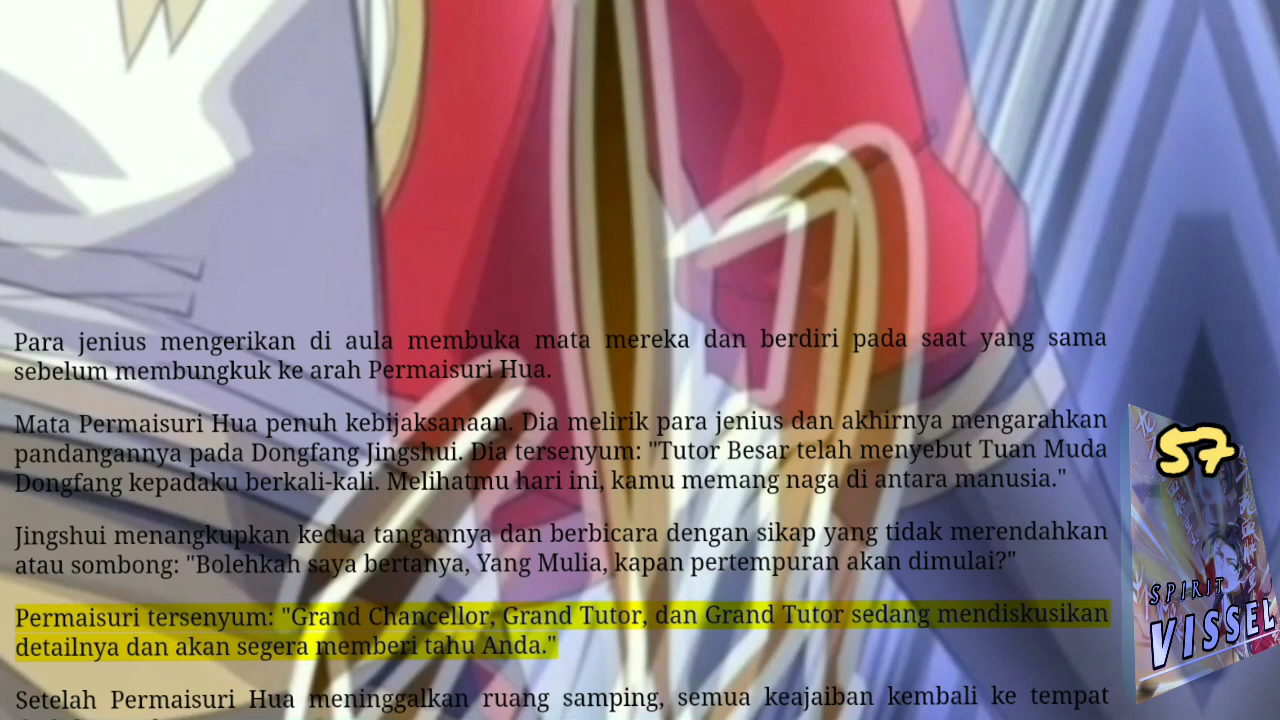 Para jenius mengerikan di aula membuka mata mereka dan berdiri pada saat yang sama
sebelum membungkuk ke arah Permaisuri Hua.
Mata Permaisuri Hua penuh kebijaksanaan. Dia melirik para jenius dan akhirnya mengarahkan
pandangannya pada Dongfang Jingshui. Dia tersenyum: "Tutor Besar telah menyebut Tuan Muda
Dongfang kepadaku berkali-kali. Melihatmu hari ini, kamu memang naga di antara manusia."
Jingshui menangkupkan kedua tangannya dan berbicara dengan sikap yang tidak merendahkan
atau sombong: "Bolehkah saya bertanya, Yang Mulia, kapan pertempuran akan dimulai?"
Permaisuri tersenyum: "Grand Chancellor, Grand Tutor, dan Grand Tutor sedang mendiskusikan
detailnya dan akan segera memberi tahu Anda."
Setelah Permaisuri Hua meninggalkan ruang samping, semua keajaiban kembali ke tempat
57
SPIRIT
VISSEL